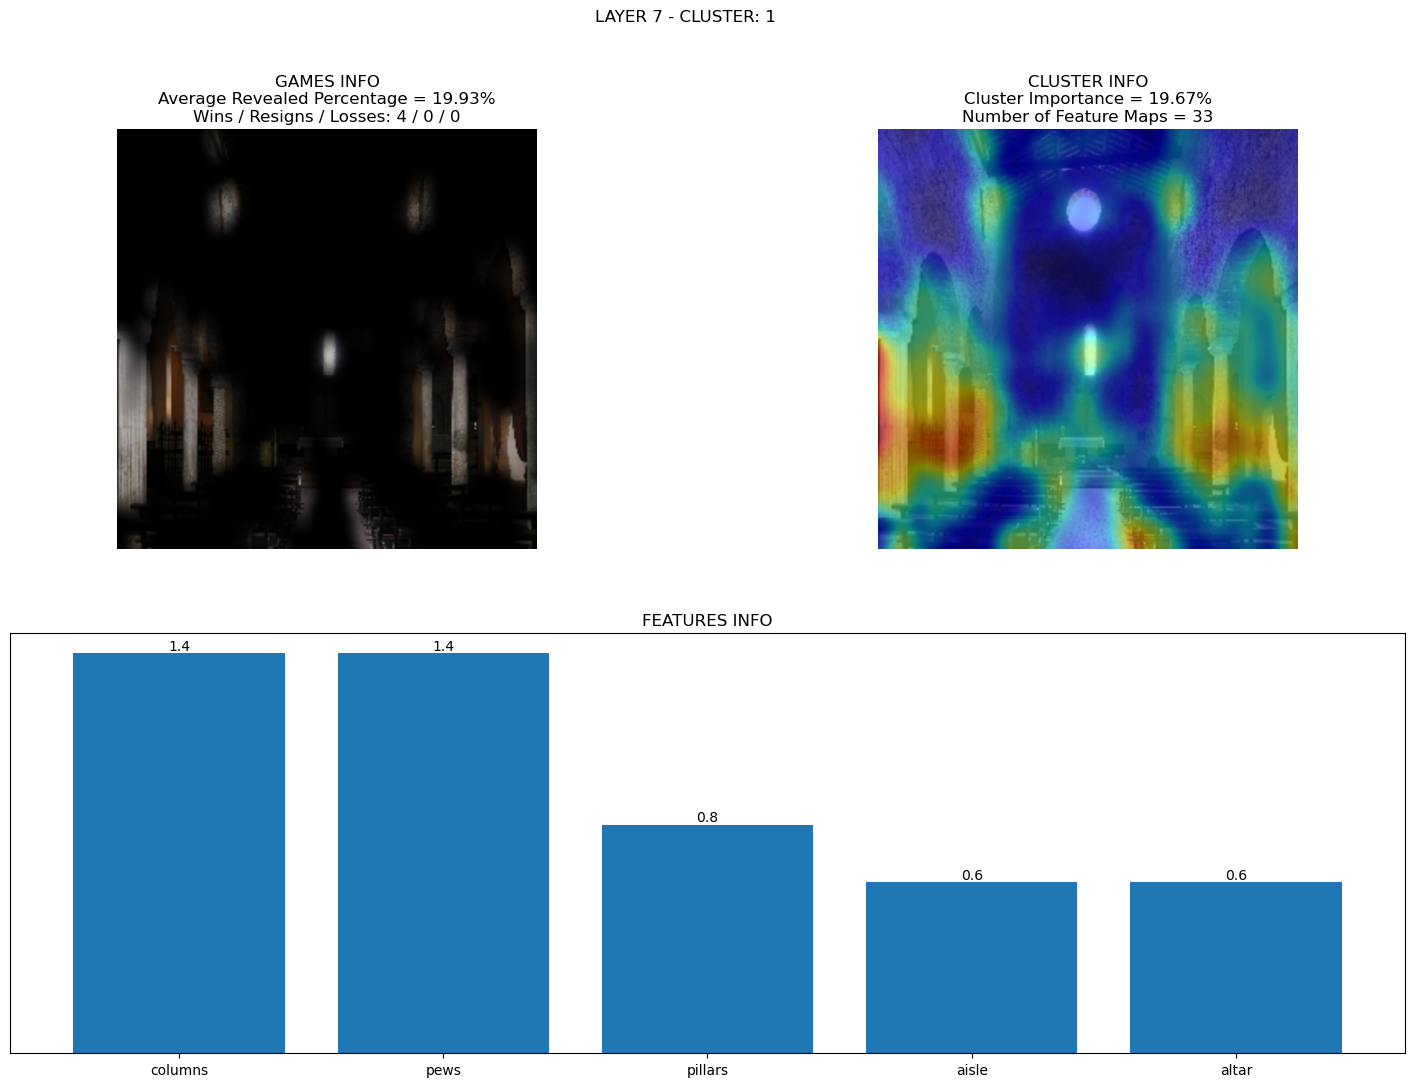 LAYER 7 - CLUSTER: 1
GAMES INFO
Average Revealed Percentage = 19.93%
Wins / Resigns / Losses: 4 / 0 / 0
CLUSTER INFO
Cluster Importance = 19.67%
Number of Feature Maps = 33
FEATURES INFO
1.4
1.4
0.8
0.6
0.6
columns
pews
pillars
aisle
altar